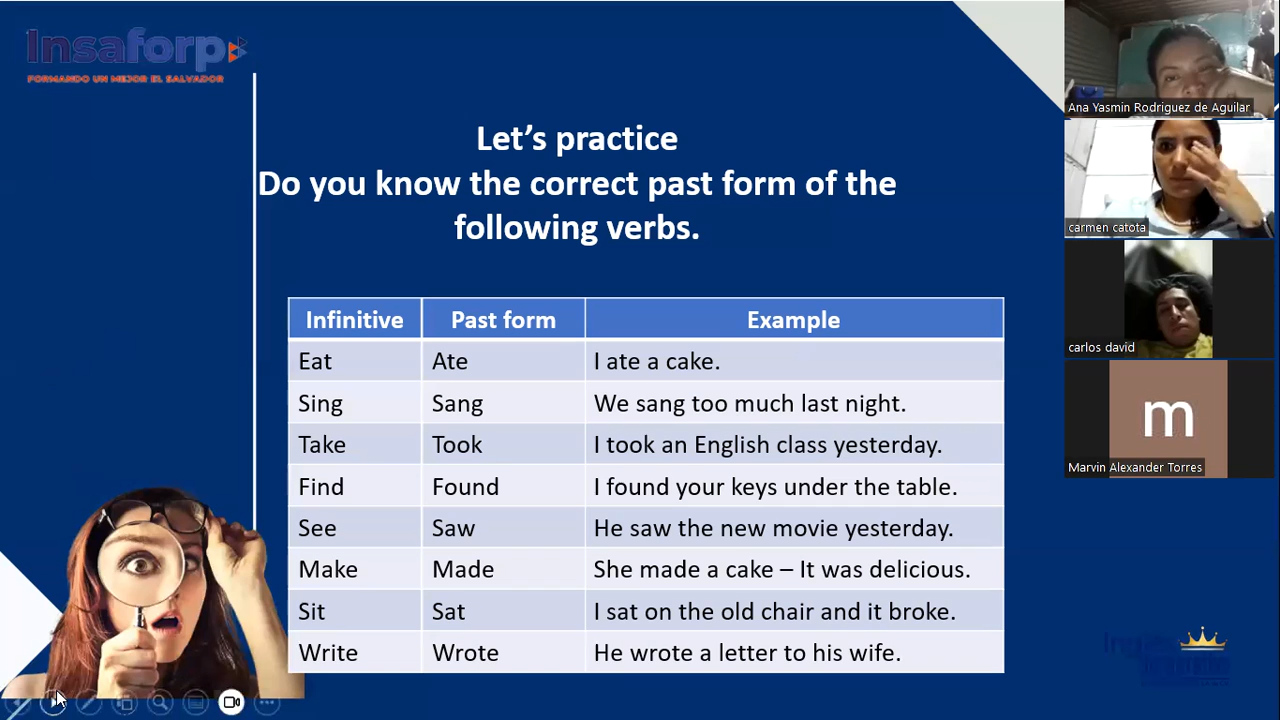 Insaforp
FORMANDO UN MEJOR EL SALVADOR
Let’s practice
Do you know the correct past form of the
following verbs.
Infinitive Past form Example
Eat Ate I ate a cake.
Sing Sang We sang too much last night.
Take Took I took an English class yesterday.
Find Found I found your keys under the table.
See Saw He saw the new movie yesterday.
Make Made She made a cake – It was delicious.
Sit Sat I sat on the old chair and it broke.
Write Wrote He wrote a letter to his wife.
Ana Yasmin Rodriguez de Aguilar
carmen catota
carlos david
m
Marvin Alexander Torres